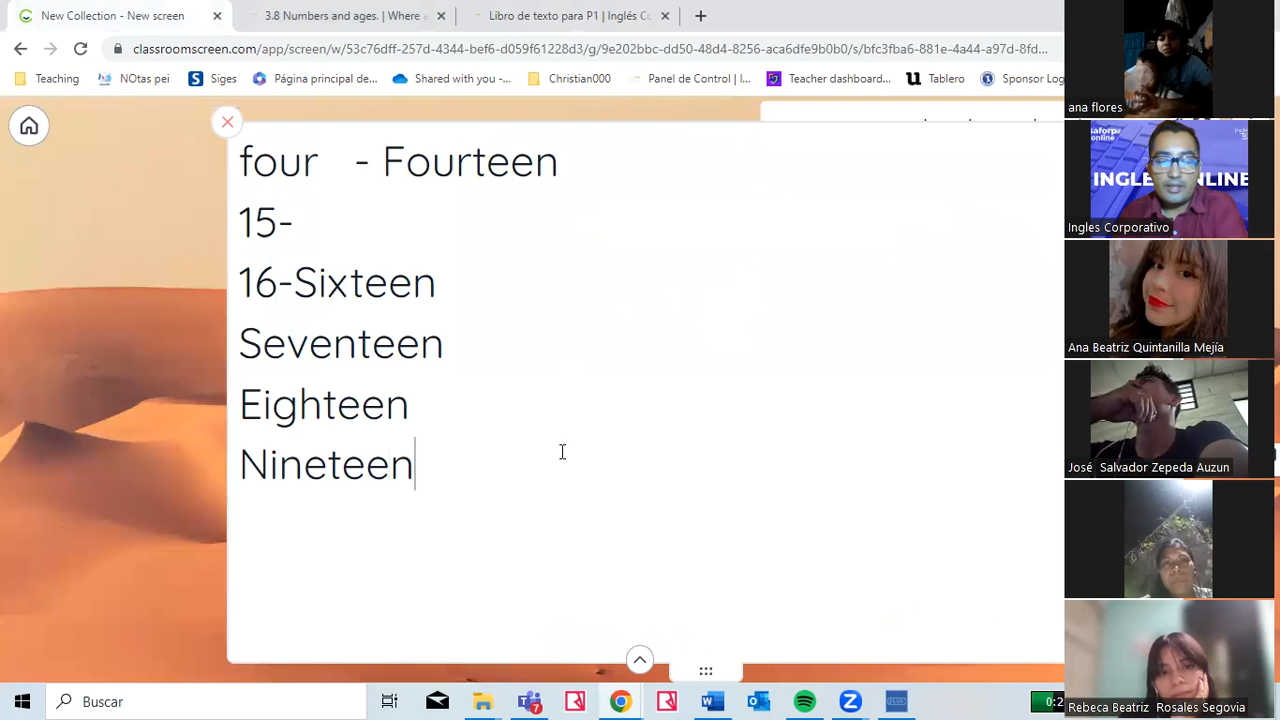 New Collection - New screen
3.8 Numbers and ages. | Where e
Libro de texto para P1 | Inglés Co
classroomscreen.com/app/screen/w/53c76dff-257d-4344-bef6-d059f61228d3/g/9e202bbc-dd50-48d4-8256-aca6dfe9b0b0/s/bfc3fba6-881e-4a44-a97d-8fd...
Teaching
NOtas pei
Siges
Página principal de...
Shared with you -...
Christian000
Panel de Control | I...
Teacher dashboard...
Tablero
Sponsor Log
four - Fourteen
15-
16-Sixteen
Seventeen
Eighteen
Nineteen
ana flores
INGLE ONLINE
Ingles Corporativo
Ana Beatriz Quintanilla Mejía
José Salvador Zepeda Auzun
Rebeca Beatriz Rosales Segovia
Buscar